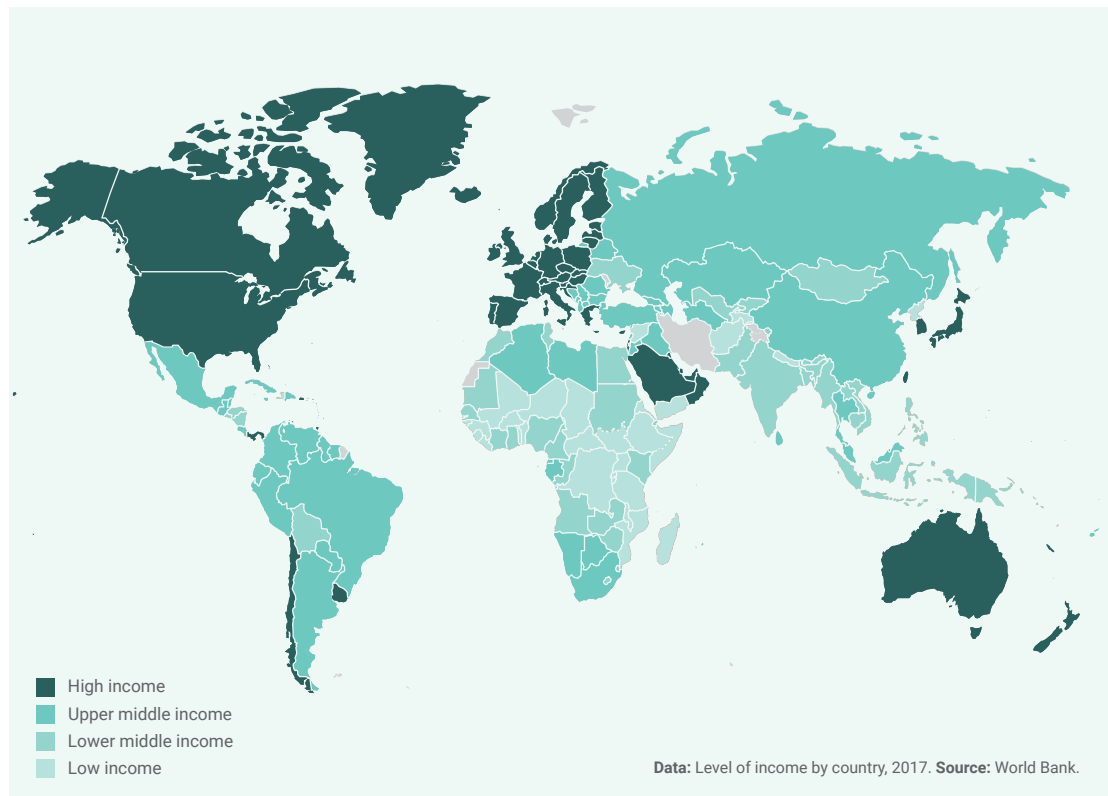 High income
Upper middle income
Lower middle income
Low income
Data: Level of income by country, 2017. Source: World Bank.